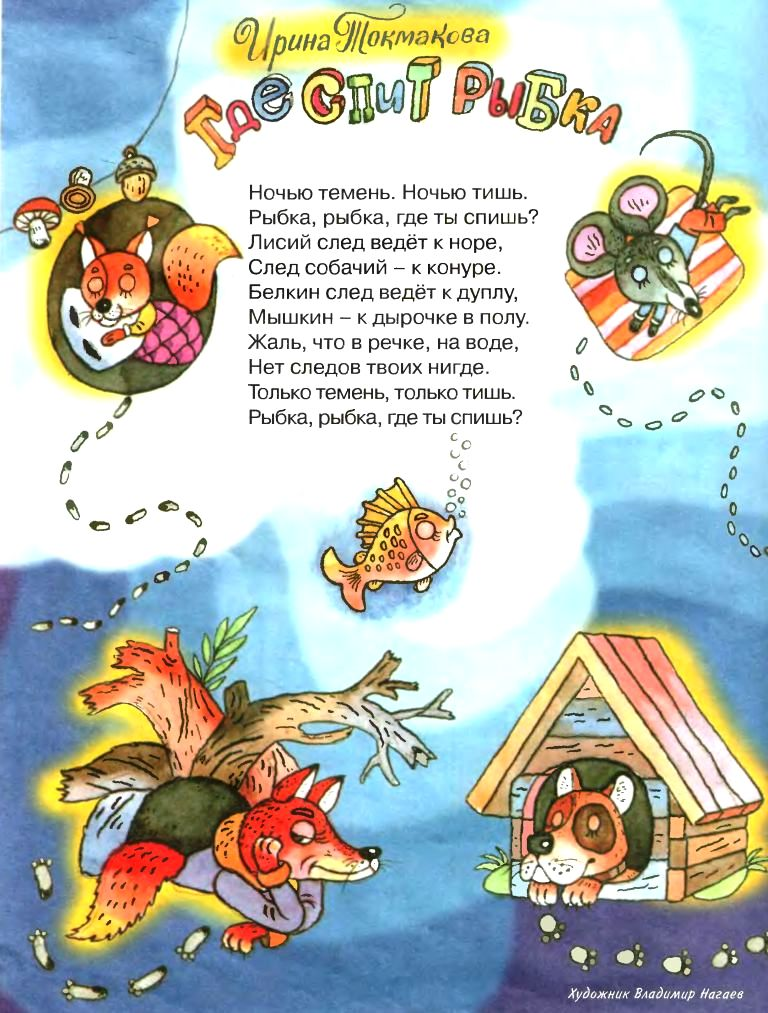 Ирина Токмакова
Где спит рыбка
Ночью темень. Ночью тишь.
Рыбка, рыбка, где ты спишь?
Лисий след ведёт к норе,
След собачий – к конуре.
Белкин след ведёт к дуплу,
Мышкин – к дырочке в полу.
Жаль, что в речке, на воде,
Нет следов твоих нигде.
Только темень, только тишь.
Рыбка, рыбка, где ты спишь?
Художник Владимир Нагаев